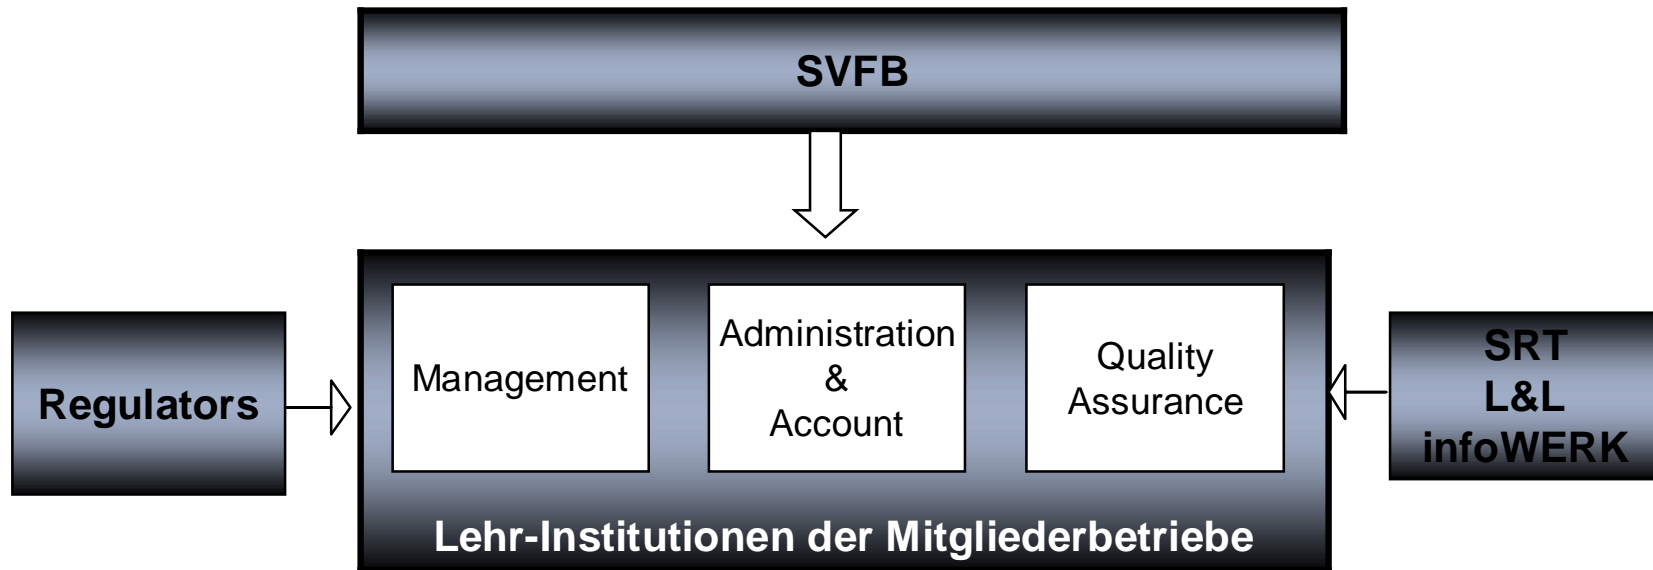 SVFB
Regulators
Management
Administration
&
Account
Quality
Assurance
SRT
L&L
infoWERK
Lehr-Institutionen der Mitgliederbetriebe